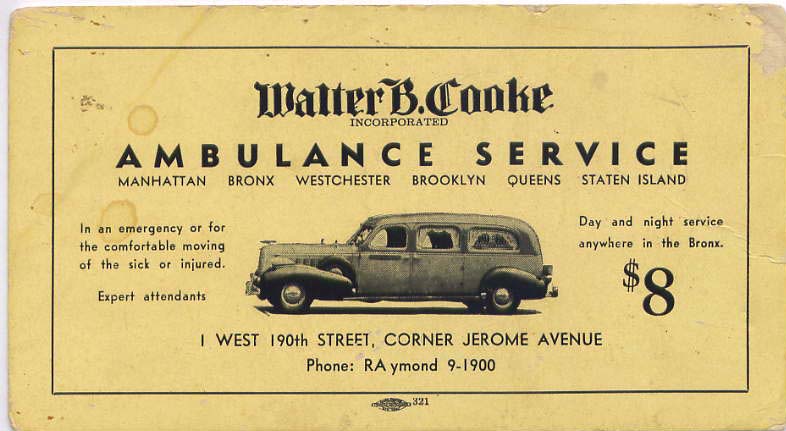 Walter B. Cooke
INCORPORATED
AMBULANCE SERVICE
MANHATTAN BRONX WESTCHESTER BROOKLYN QUEENS STATEN ISLAND
In an emergency or for
the comfortable moving
of the sick or injured.
Expert attendants
Day and night service
anywhere in the Bronx.
$8
1 WEST 190th STREET, CORNER JEROME AVENUE
Phone: RA ymond 9-1900
321